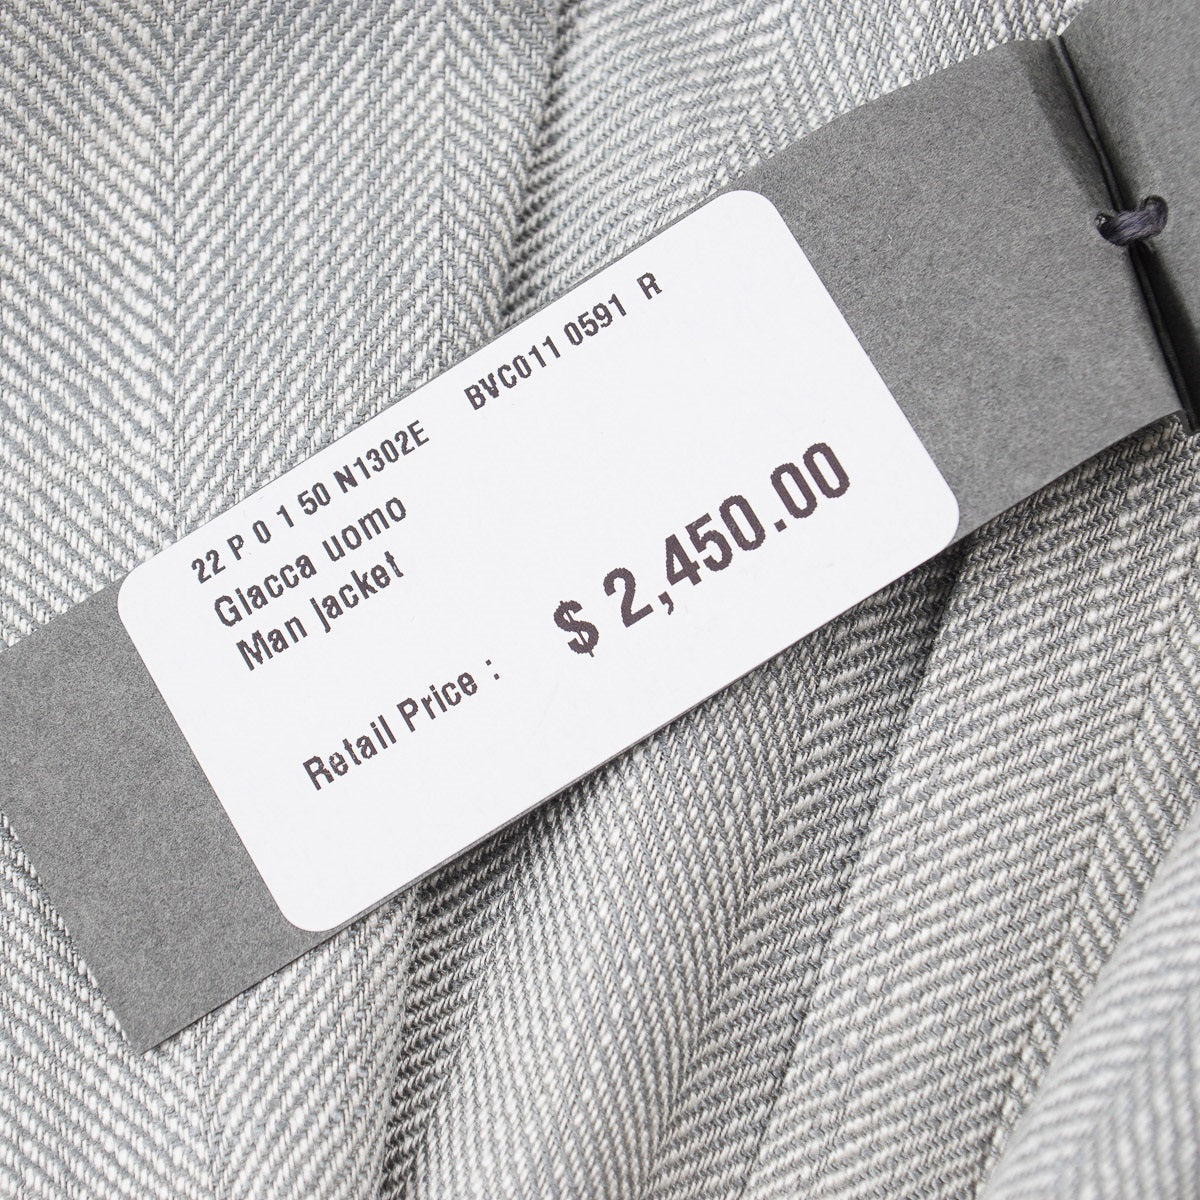 22 P 0 1 50 N1302E BVC011 0591 R
Giacca uomo
Man jacket
Retail Price : $ 2,450.00